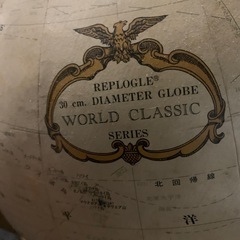 REPLOGLE®
30 cm. DIAMETER GLOBE
WORLD CLASSIC
SERIES
北回帰線
洋